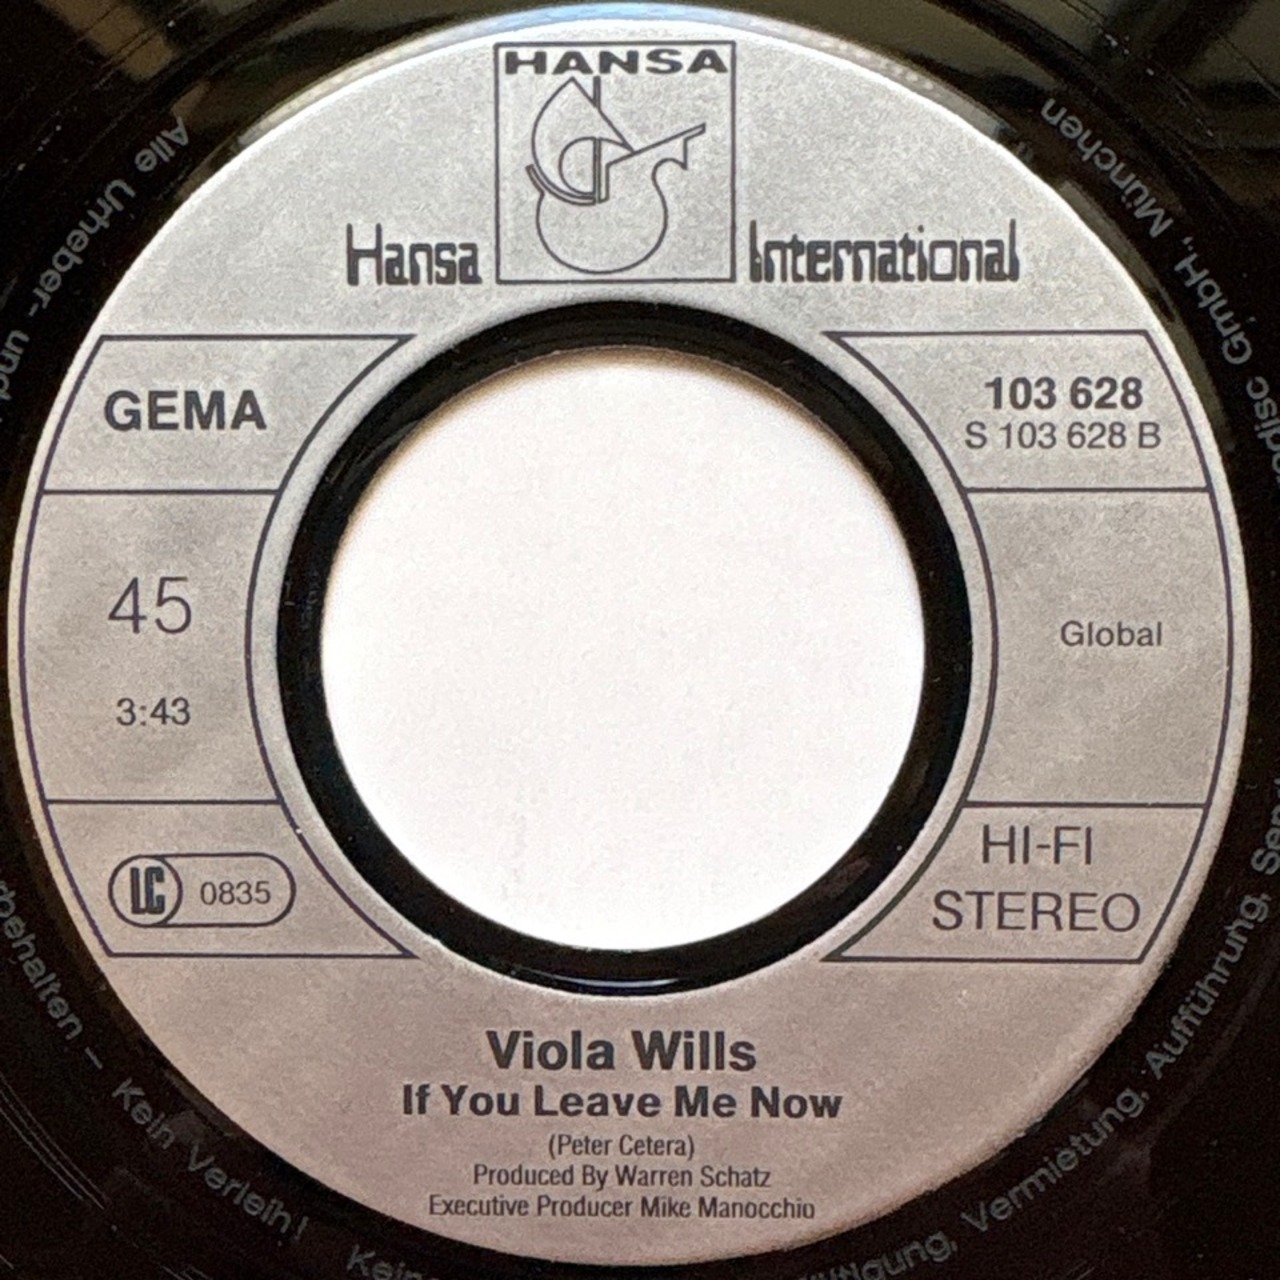 HANSA
Hansa International
GEMA
103 628
S 103 628 B
45
3:43
Global
LC 0835
HI-FI
STEREO
Viola Wills
If You Leave Me Now
(Peter Cetera)
Produced By Warren Schatz
Executive Producer Mike Manocchio
Alle Urheber- und
Kein Verleih! Kein
Vermietung, Aufführung,
GmbH, München